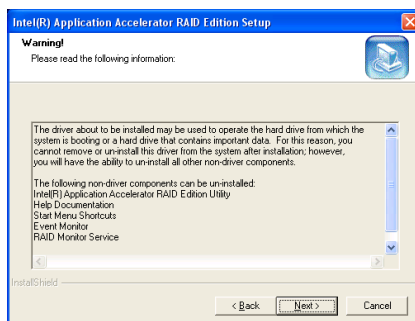 Intel(R) Application Accelerator RAID Edition Setup
Warning!
Please read the following information:
The driver about to be installed may be used to operate the hard drive from which the
system is booting or a hard drive that contains important data. For this reason, you
cannot remove or un-install this driver from the system after installation; however,
you will have the ability to un-install all other non-driver components.
The following non-driver components can be un-installed:
Intel(R) Application Accelerator RAID Edition Utility
Help Documentation
Start Menu Shortcuts
Event Monitor
RAID Monitor Service
InstallShield
< Back
Next >
Cancel